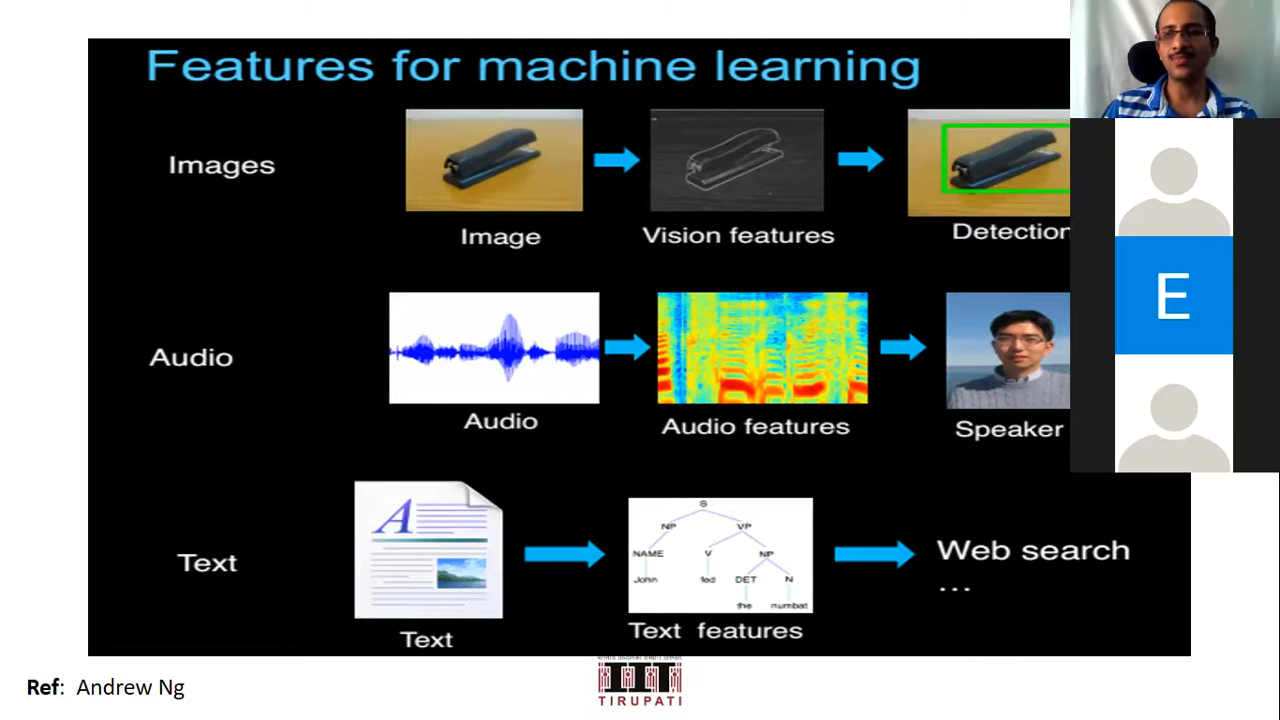 Features for machine learning
Images
Image
Vision features
Detection
Audio
Audio
Audio features
Speaker
A
S
NP VP
NAME V NP
John fed DET N
the numbat
Text
Web search
...
Text
Text features
E
Ref: Andrew Ng
TIRUPATI